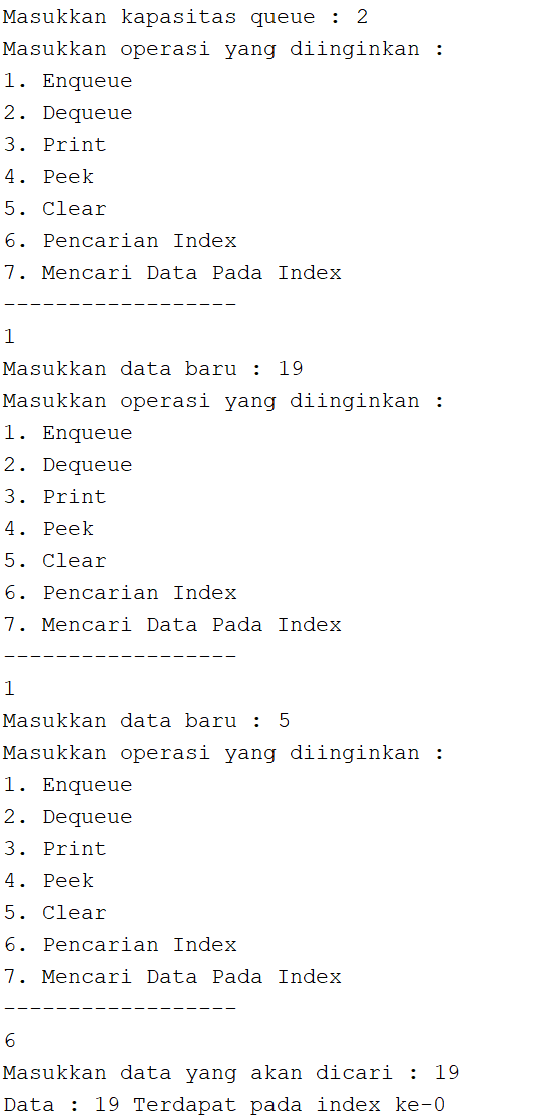 Masukkan kapasitas queue : 2
Masukkan operasi yang diinginkan :
1. Enqueue
2. Dequeue
3. Print
4. Peek
5. Clear
6. Pencarian Index
7. Mencari Data Pada Index
------------------
1
Masukkan data baru : 19
Masukkan operasi yang diinginkan :
1. Enqueue
2. Dequeue
3. Print
4. Peek
5. Clear
6. Pencarian Index
7. Mencari Data Pada Index
------------------
1
Masukkan data baru : 5
Masukkan operasi yang diinginkan :
1. Enqueue
2. Dequeue
3. Print
4. Peek
5. Clear
6. Pencarian Index
7. Mencari Data Pada Index
------------------
6
Masukkan data yang akan dicari : 19
Data : 19 Terdapat pada index ke-0